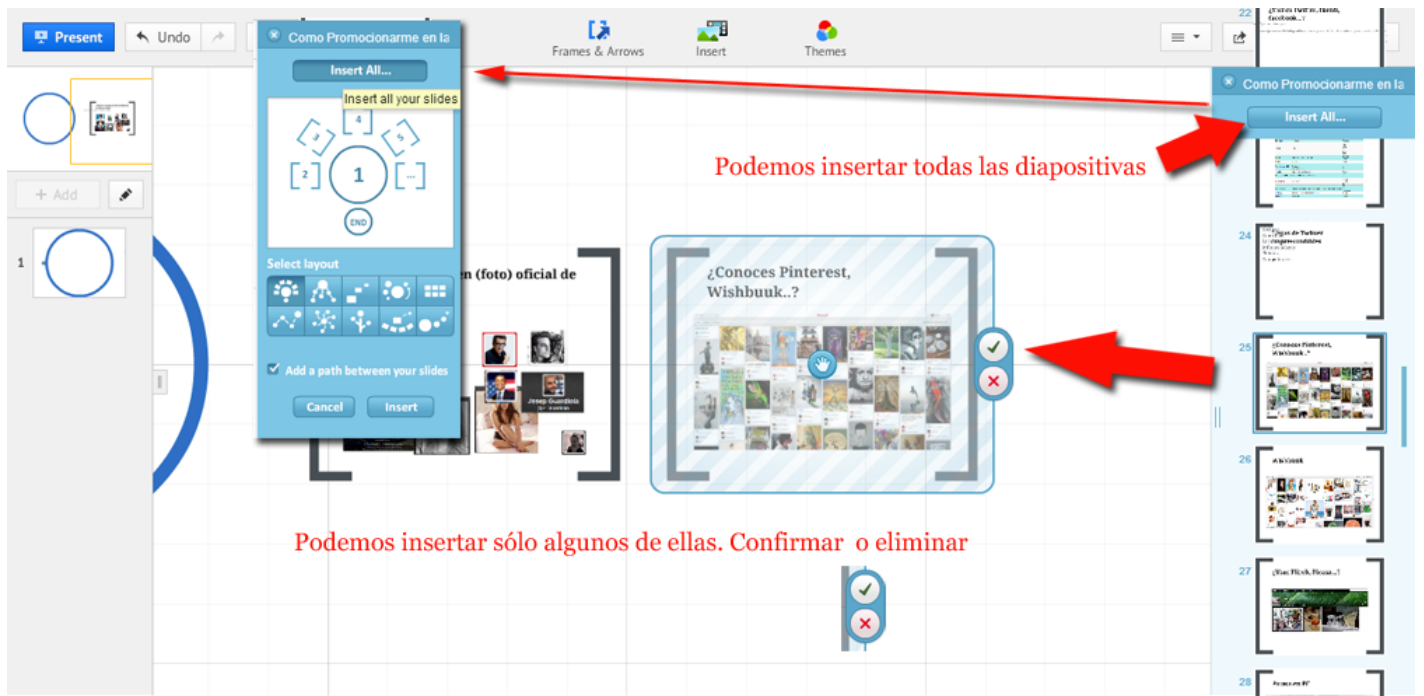 Present
Undo
Frames & Arrows
Insert
Themes
Como Promocionarme en la
Insert All...
Insert all your slides
1
2
3
4
5
...
END
Select layout
Add a path between your slides
Cancel
Insert
+ Add
1
n (foto) oficial de
Josep Guardiola
¿Conoces Pinterest,
Wishbuuk..?
Podemos insertar todas las diapositivas
Podemos insertar sólo algunos de ellas. Confirmar o eliminar
22
Como Promocionarme en la
Insert All...
24
25
¿Conoces Pinterest,
Wishbuuk..?
26
27
28